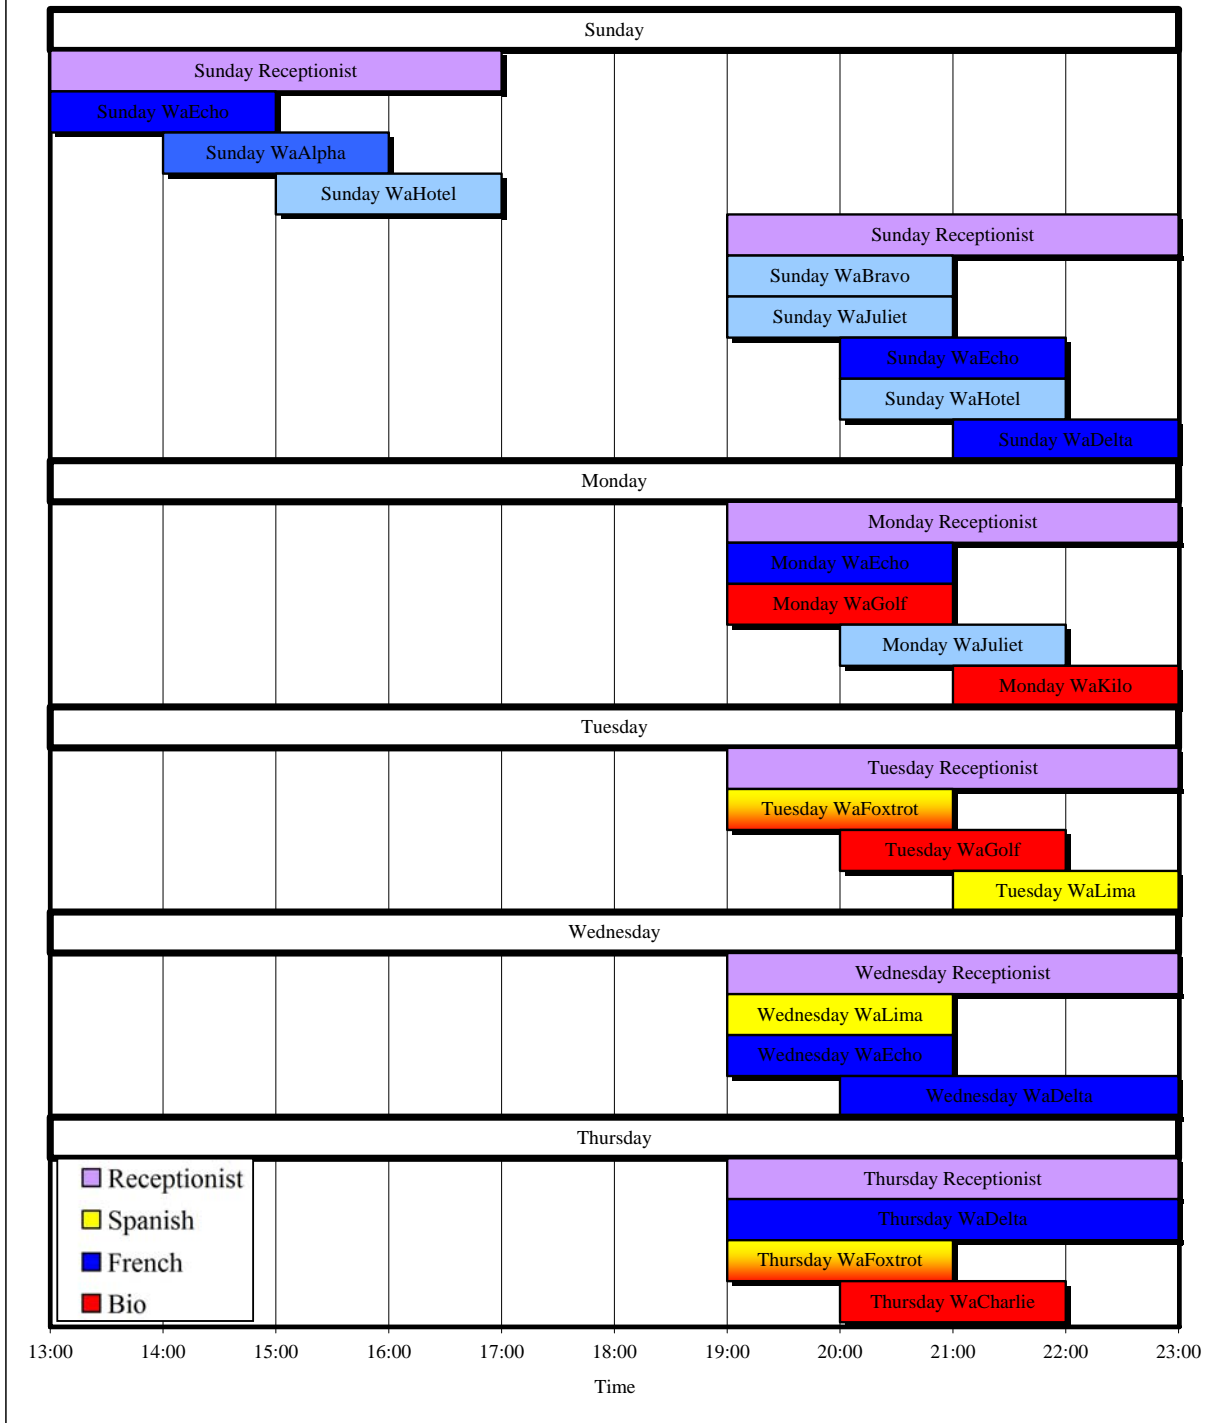 Sunday
Sunday Receptionist
Sunday WaEcho
Sunday WaAlpha
Sunday WaHotel
Sunday Receptionist
Sunday WaBravo
Sunday WaJuliet
Sunday WaEcho
Sunday WaHotel
Sunday WaDelta
Monday
Monday Receptionist
Monday WaEcho
Monday WaGolf
Monday WaJuliet
Monday WaKilo
Tuesday
Tuesday Receptionist
Tuesday WaFoxtrot
Tuesday WaGolf
Tuesday WaLima
Wednesday
Wednesday Receptionist
Wednesday WaLima
Wednesday WaEcho
Wednesday WaDelta
Thursday
Thursday Receptionist
Thursday WaDelta
Thursday WaFoxtrot
Thursday WaCharlie
Receptionist
Spanish
French
Bio
13:00 14:00 15:00 16:00 17:00 18:00 19:00 20:00 21:00 22:00 23:00
Time